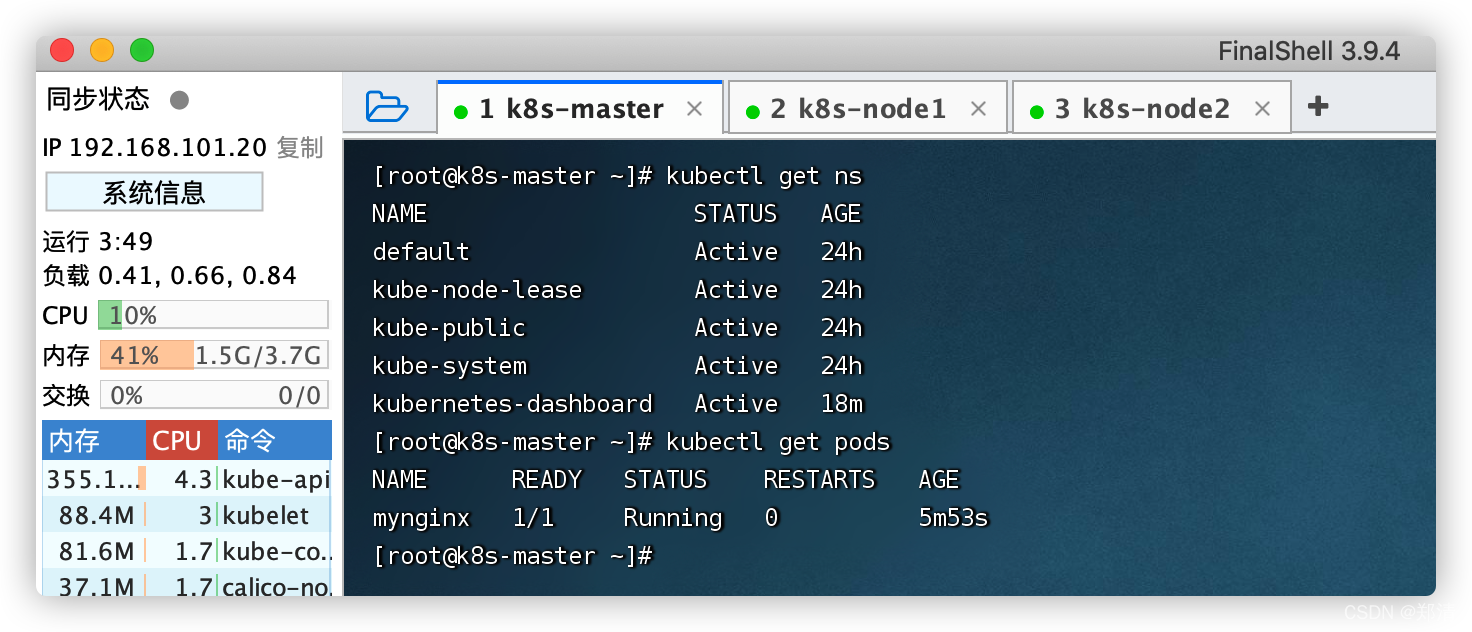 FinalShell 3.9.4
同步状态
IP 192.168.101.20 复制
系统信息
运行 3:49
负载 0.41, 0.66, 0.84
CPU 10%
内存 41% 1.5G/3.7G
交换 0% 0/0
内存 CPU 命令
355.1... 4.3 kube-api
88.4M 3 kubelet
81.6M 1.7 kube-co..
37.1M 1.7 calico-no.
1 k8s-master × 2 k8s-node1 × 3 k8s-node2 × +
[root@k8s-master ~]# kubectl get ns
NAME STATUS AGE
default Active 24h
kube-node-lease Active 24h
kube-public Active 24h
kube-system Active 24h
kubernetes-dashboard Active 18m
[root@k8s-master ~]# kubectl get pods
NAME READY STATUS RESTARTS AGE
mynginx 1/1 Running 0 5m53s
[root@k8s-master ~]#
CSDN @郑